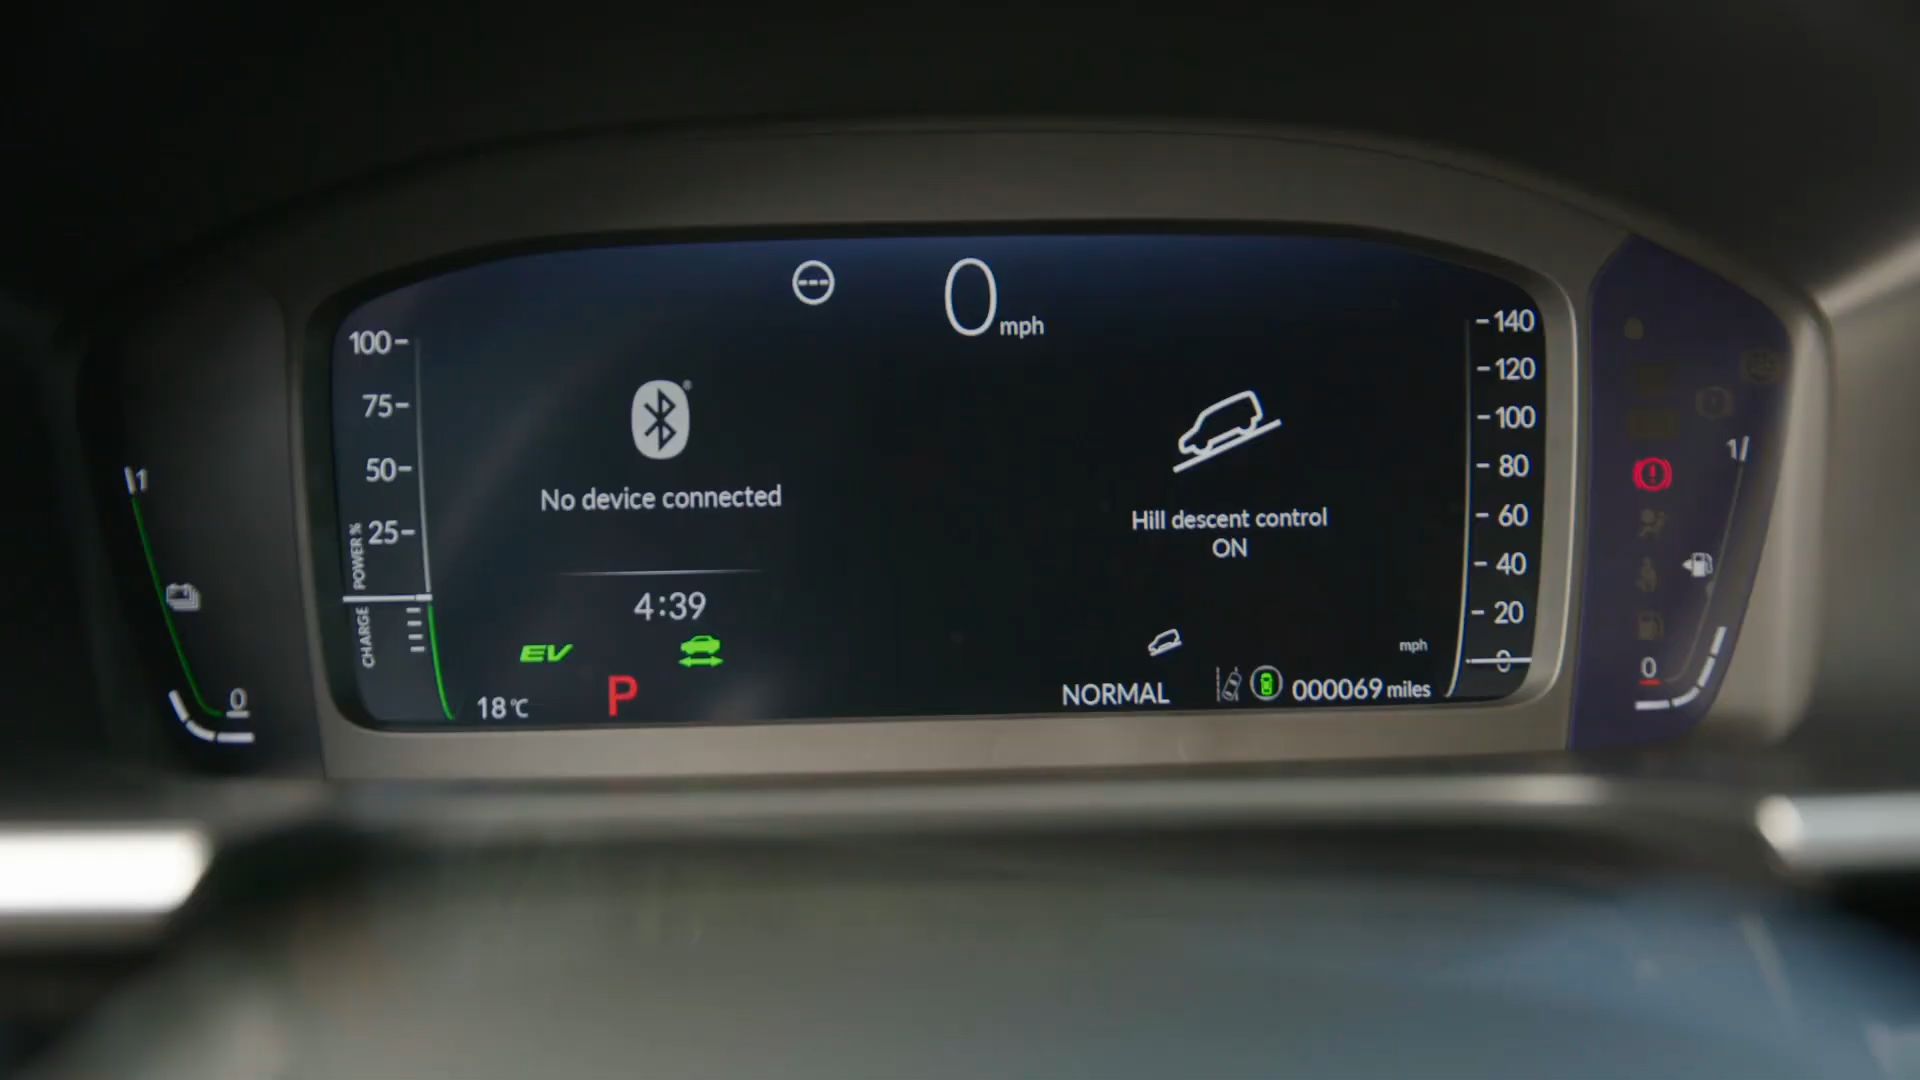 0 mph
100
75
50
25
POWER %
CHARGE
No device connected
4:39
EV
18°C
P
Hill descent control
ON
NORMAL
000069 miles
mph
140
120
100
80
60
40
20
0
1
0
1
0